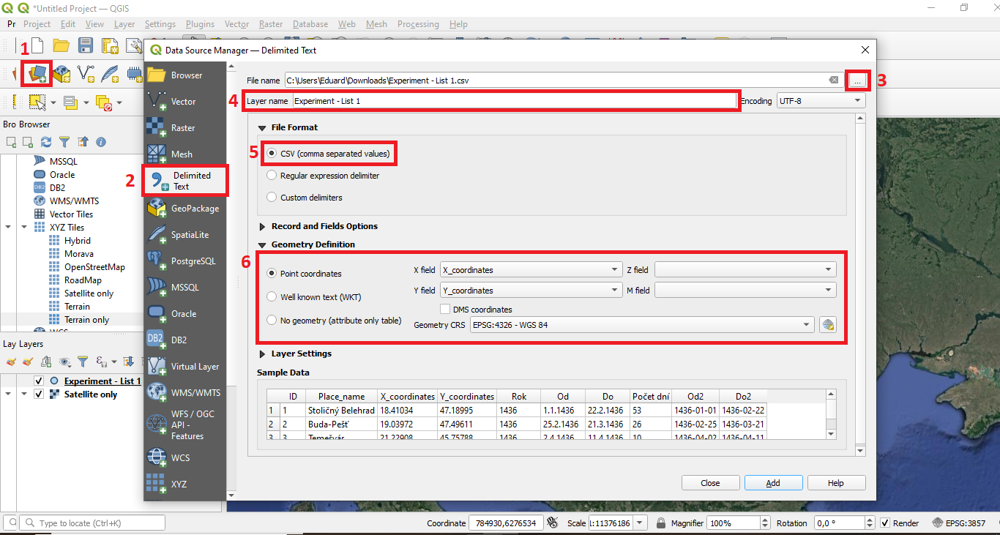 *Untitled Project — QGIS
Pr Project Edit View Layer Settings Plugins Vector Raster Database Web Mesh Processing Help
1
Data Source Manager — Delimited Text
Browser
Vector
Raster
Mesh
2
Delimited
Text
GeoPackage
SpatiaLite
PostgreSQL
MSSQL
Oracle
DB2
DB2
Virtual Layer
WMS/WMTS
WFS / OGC
API -
Features
WCS
XYZ
File name C:\Users\Eduard\Downloads\Experiment - List 1.csv ... 3
4 Layer name Experiment - List 1 Encoding UTF-8
File Format
5 CSV (comma separated values)
Regular expression delimiter
Custom delimiters
Record and Fields Options
Geometry Definition
6
Point coordinates X field X_coordinates Z field
Well known text (WKT) Y field Y_coordinates M field
DMS coordinates
No geometry (attribute only table) Geometry CRS EPSG:4326 - WGS 84
Layer Settings
Sample Data
ID Place_name X_coordinates Y_coordinates Rok Od Do Počet dní Od2 Do2
1 1 Stoličný Belehrad 18.41034 47.18995 1436 1.1.1436 22.2.1436 53 1436-01-01 1436-02-22
2 2 Buda-Pešť 19.03972 47.49611 1436 25.2.1436 21.3.1436 26 1436-02-25 1436-03-21
3 3 Temešvár 21.22908 45.75788 1436 2.4.1436 11.4.1436 10 1436-04-02 1436-04-11
Close Add Help
Bro Browser
MSSQL
Oracle
DB2 DB2
WMS/WMTS
Vector Tiles
XYZ Tiles
Hybrid
Morava
OpenStreetMap
RoadMap
Satellite only
Terrain
Terrain only
WCS
Lay Layers
Experiment - List 1
Satellite only
Type to locate (Ctrl+K) Coordinate 784930,6276534 Scale l:11376186 Magnifier 100% Rotation 0,0 ° Render EPSG:3857